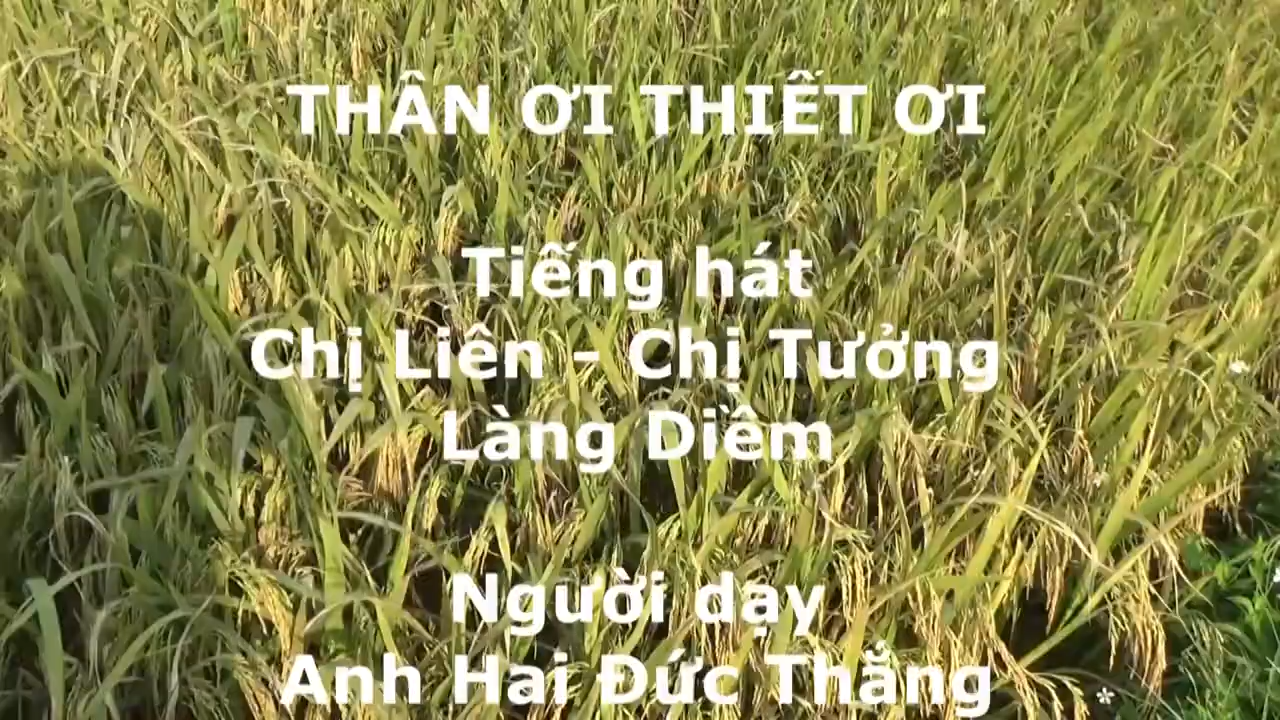 THÂN ƠI THIẾT ƠI
Tiếng hát
Chị Liên - Chị Tưởng
Làng Diềm
Người dạy
Anh Hai Đức Thắng